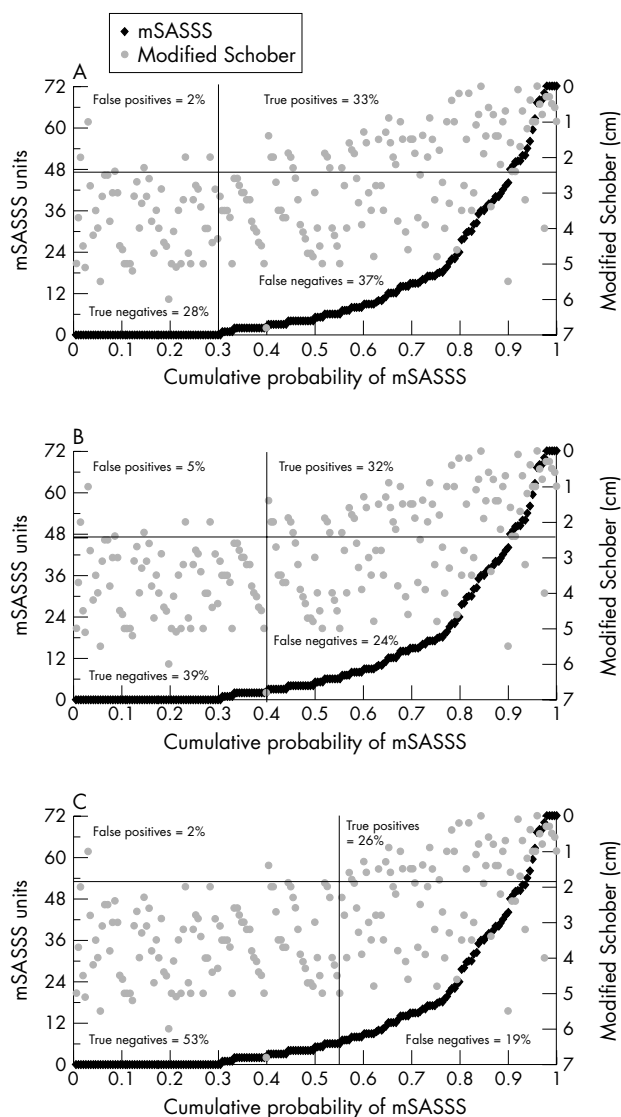 mSASSS
Modified Schober
A
False positives = 2%
True positives = 33%
False negatives = 37%
True negatives = 28%
72
60
48
36
24
12
0
mSASSS units
0
1
2
3
4
5
6
7
Modified Schober (cm)
0 0.1 0.2 0.3 0.4 0.5 0.6 0.7 0.8 0.9 1
Cumulative probability of mSASSS
B
False positives = 5%
True positives = 32%
False negatives = 24%
True negatives = 39%
72
60
48
36
24
12
0
mSASSS units
0
1
2
3
4
5
6
7
Modified Schober (cm)
0 0.1 0.2 0.3 0.4 0.5 0.6 0.7 0.8 0.9 1
Cumulative probability of mSASSS
C
False positives = 2%
True positives
= 26%
True negatives = 53%
False negatives = 19%
72
60
48
36
24
12
0
mSASSS units
0
1
2
3
4
5
6
7
Modified Schober (cm)
0 0.1 0.2 0.3 0.4 0.5 0.6 0.7 0.8 0.9 1
Cumulative probability of mSASSS